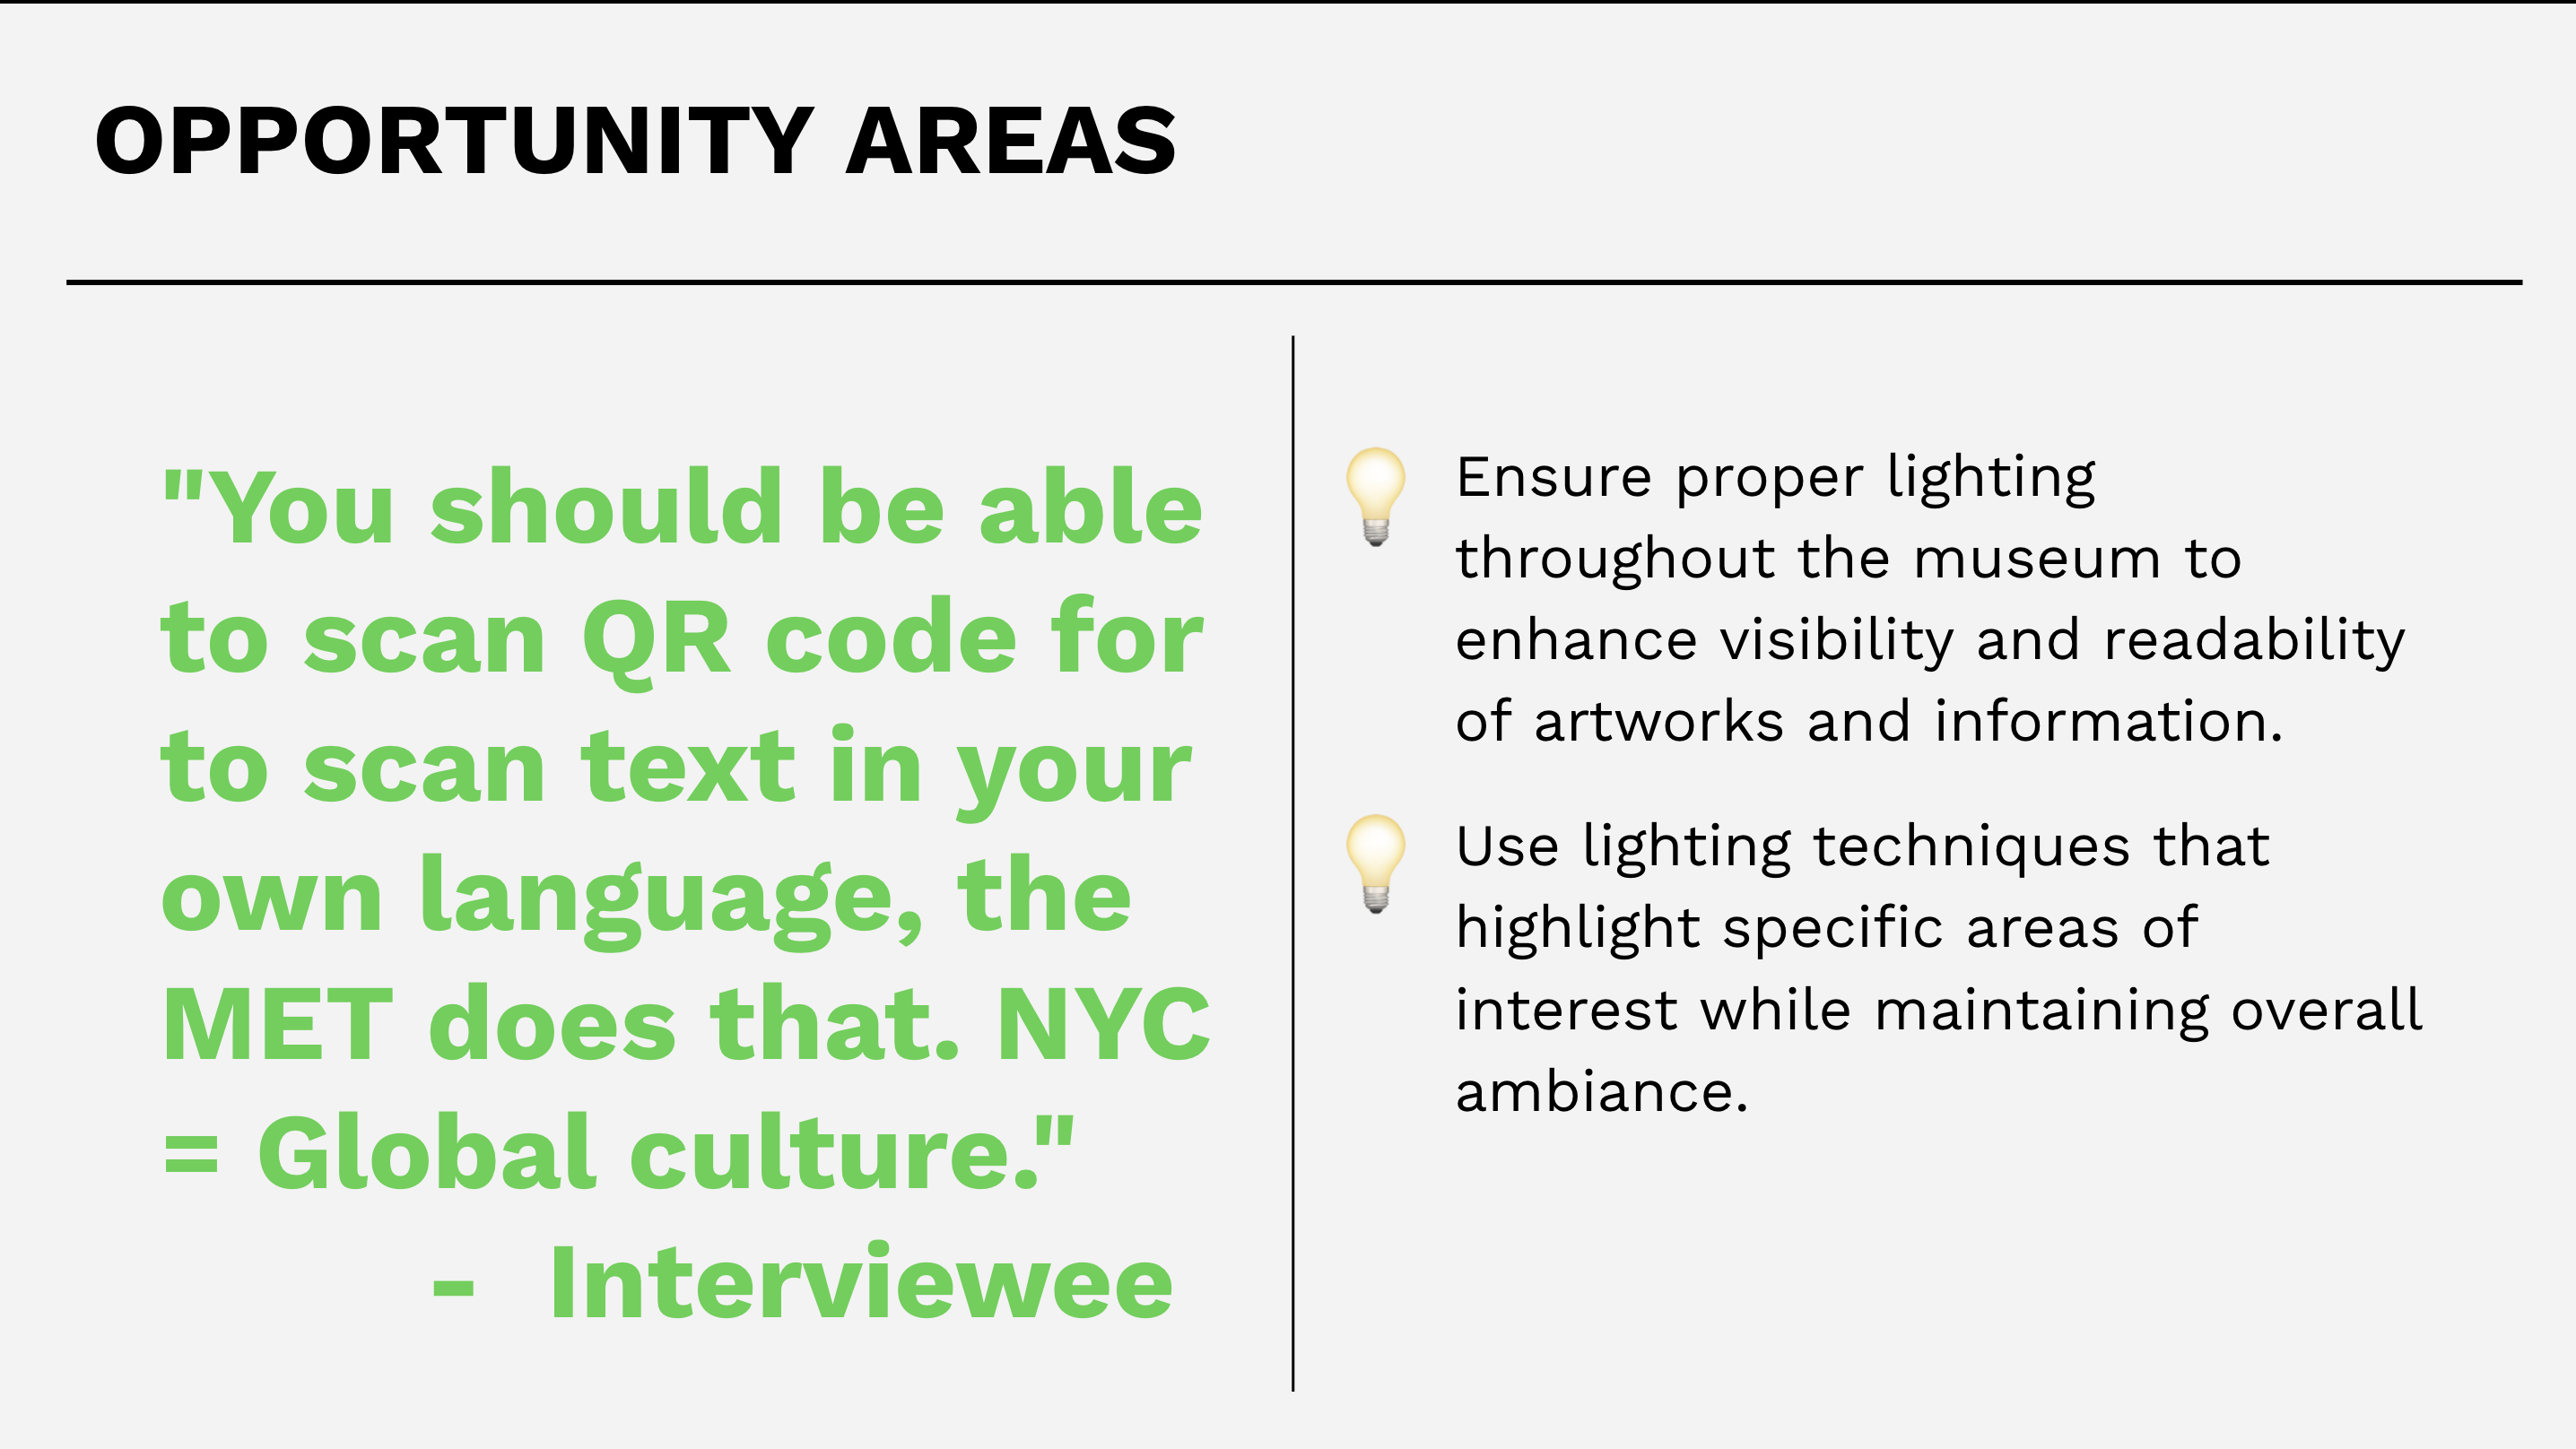 OPPORTUNITY AREAS
"You should be able
to scan QR code for
to scan text in your
own language, the
MET does that. NYC
= Global culture."
- Interviewee
Ensure proper lighting
throughout the museum to
enhance visibility and readability
of artworks and information.
Use lighting techniques that
highlight specific areas of
interest while maintaining overall
ambiance.